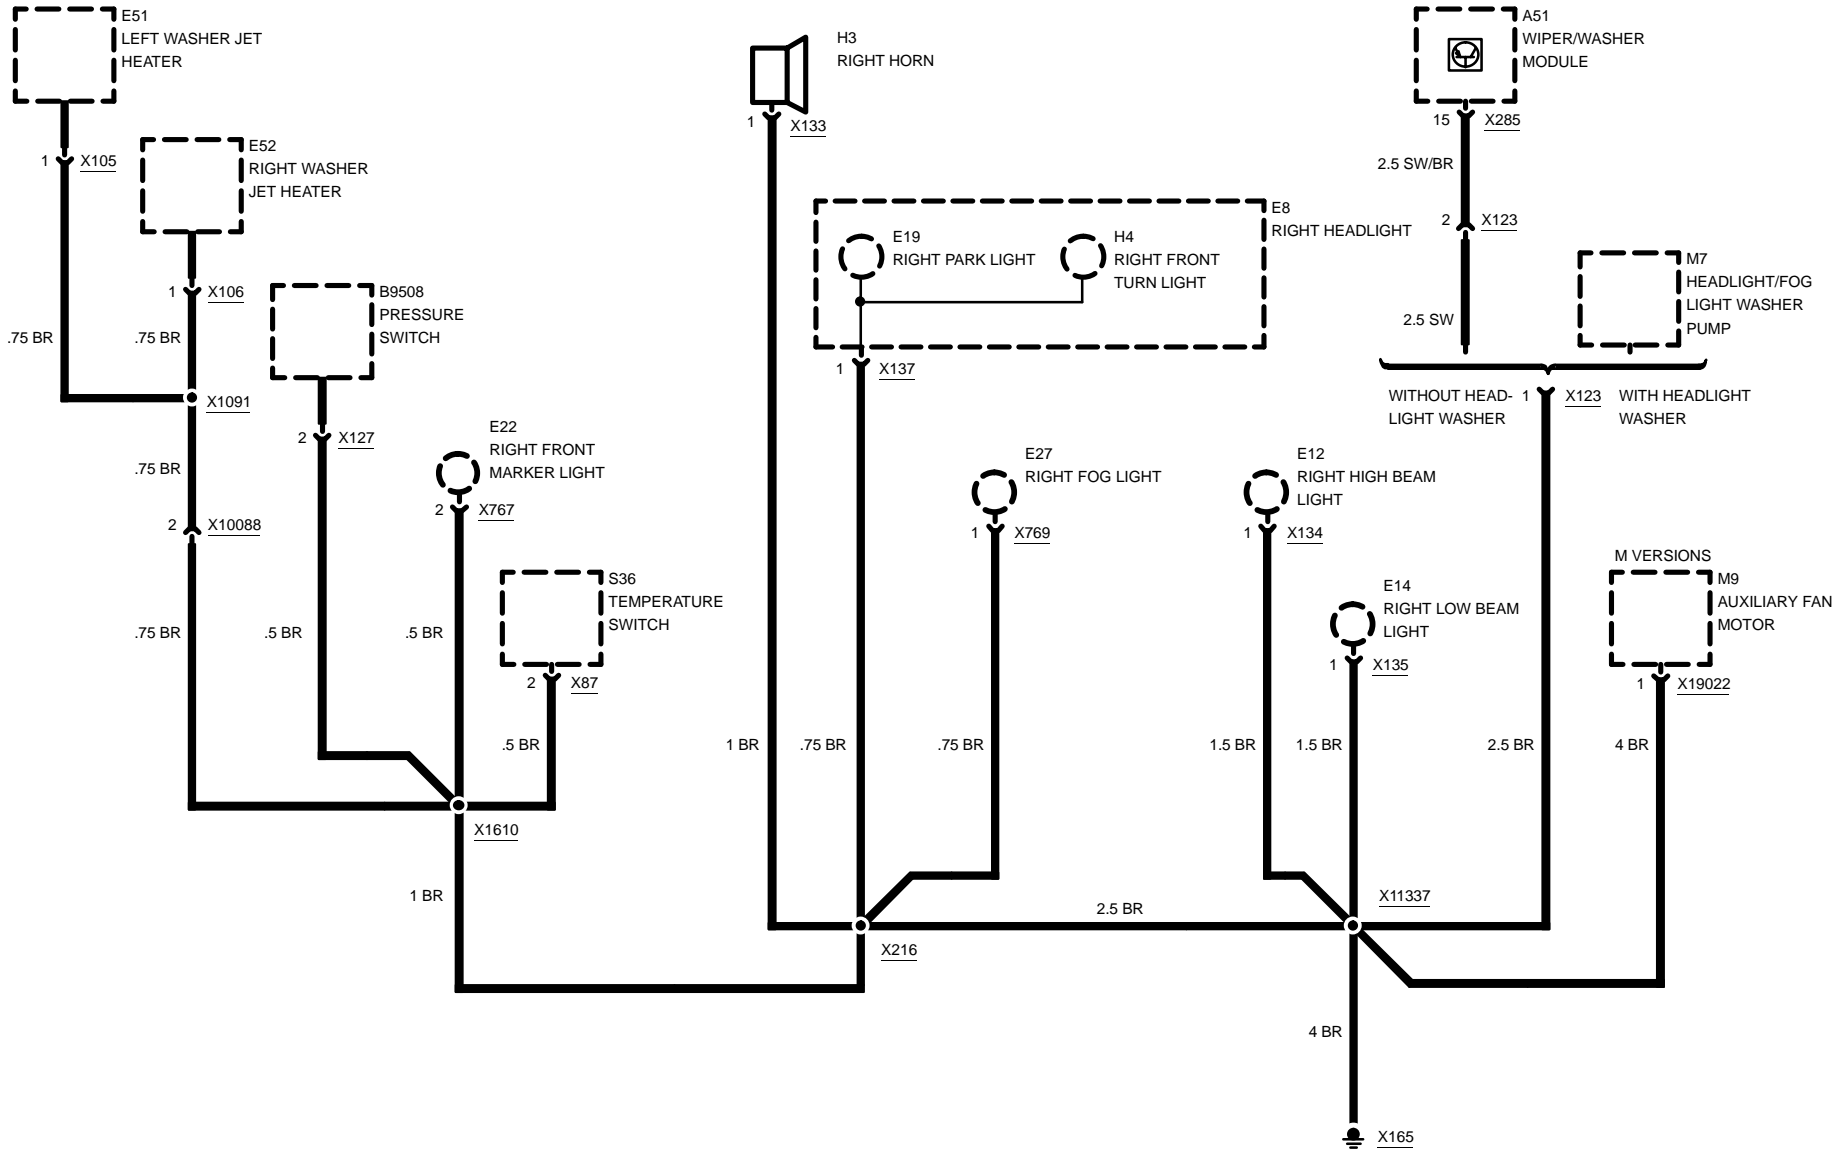 E51
LEFT WASHER JET
HEATER
1 X105
.75 BR
E52
RIGHT WASHER
JET HEATER
1 X106
.75 BR
X1091
.75 BR
2 X10088
.75 BR
B9508
PRESSURE
SWITCH
2 X127
.5 BR
E22
RIGHT FRONT
MARKER LIGHT
2 X767
.5 BR
S36
TEMPERATURE
SWITCH
2 X87
.5 BR
X1610
1 BR
H3
RIGHT HORN
1 X133
1 BR
E8
RIGHT HEADLIGHT
E19
RIGHT PARK LIGHT
H4
RIGHT FRONT
TURN LIGHT
1 X137
.75 BR
E27
RIGHT FOG LIGHT
1 X769
.75 BR
X216
2.5 BR
E12
RIGHT HIGH BEAM
LIGHT
1 X134
1.5 BR
E14
RIGHT LOW BEAM
LIGHT
1 X135
1.5 BR
X11337
A51
WIPER/WASHER
MODULE
15 X285
2.5 SW/BR
2 X123
2.5 SW
M7
HEADLIGHT/FOG
LIGHT WASHER
PUMP
WITHOUT HEAD-
LIGHT WASHER
1 X123
WITH HEADLIGHT
WASHER
2.5 BR
M VERSIONS
M9
AUXILIARY FAN
MOTOR
1 X19022
4 BR
4 BR
X165